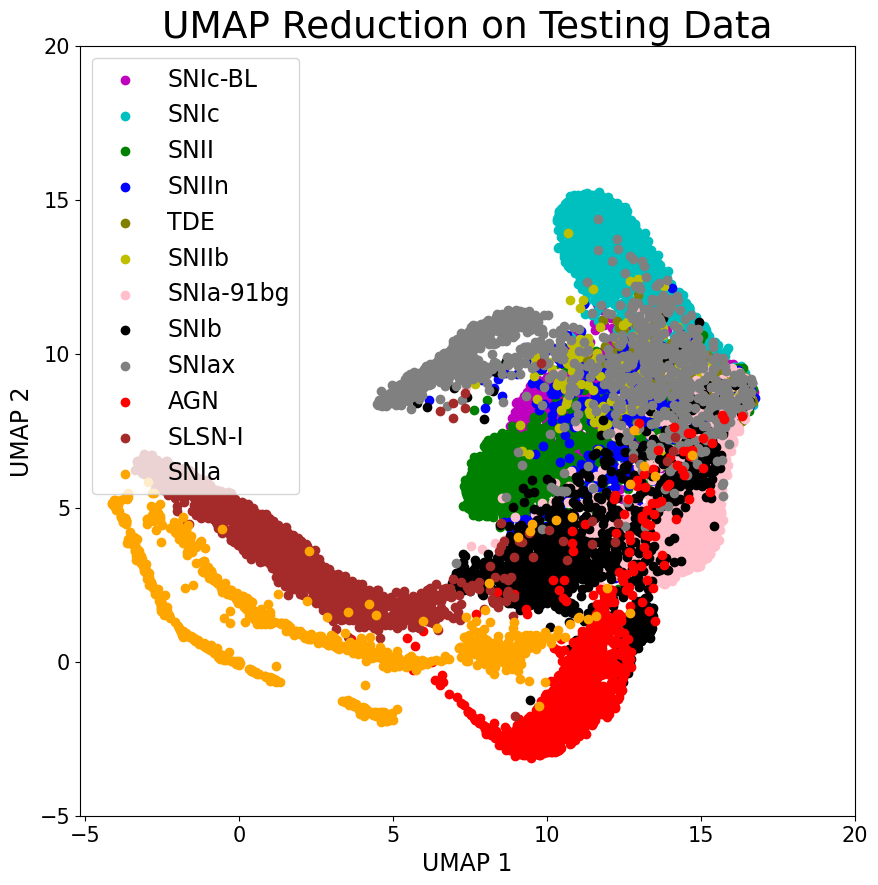 UMAP Reduction on Testing Data
20
15
10
5
0
−5
UMAP 2
SNIc-BL
SNIc
SNII
SNIIn
TDE
SNIIb
SNIa-91bg
SNIb
SNIax
AGN
SLSN-I
SNIa
−5 0 5 10 15 20
UMAP 1